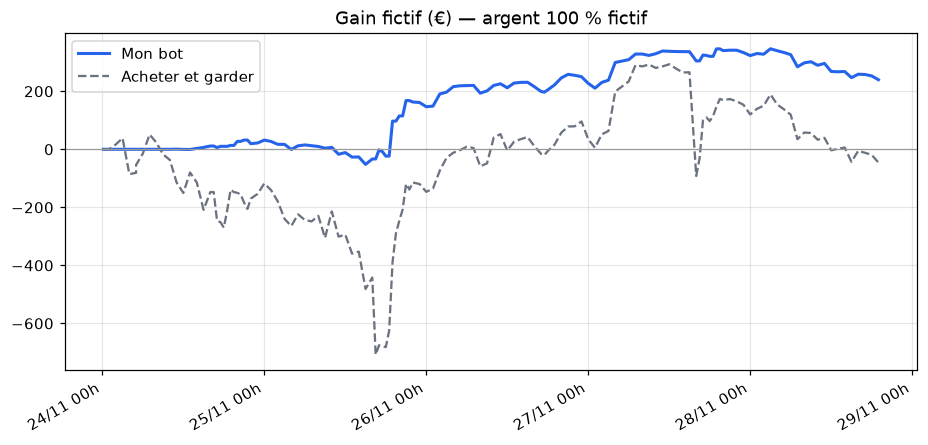 Gain fictif (€) — argent 100 % fictif
Mon bot
Acheter et garder
200
0
−200
−400
−600
24/11 00h
25/11 00h
26/11 00h
27/11 00h
28/11 00h
29/11 00h